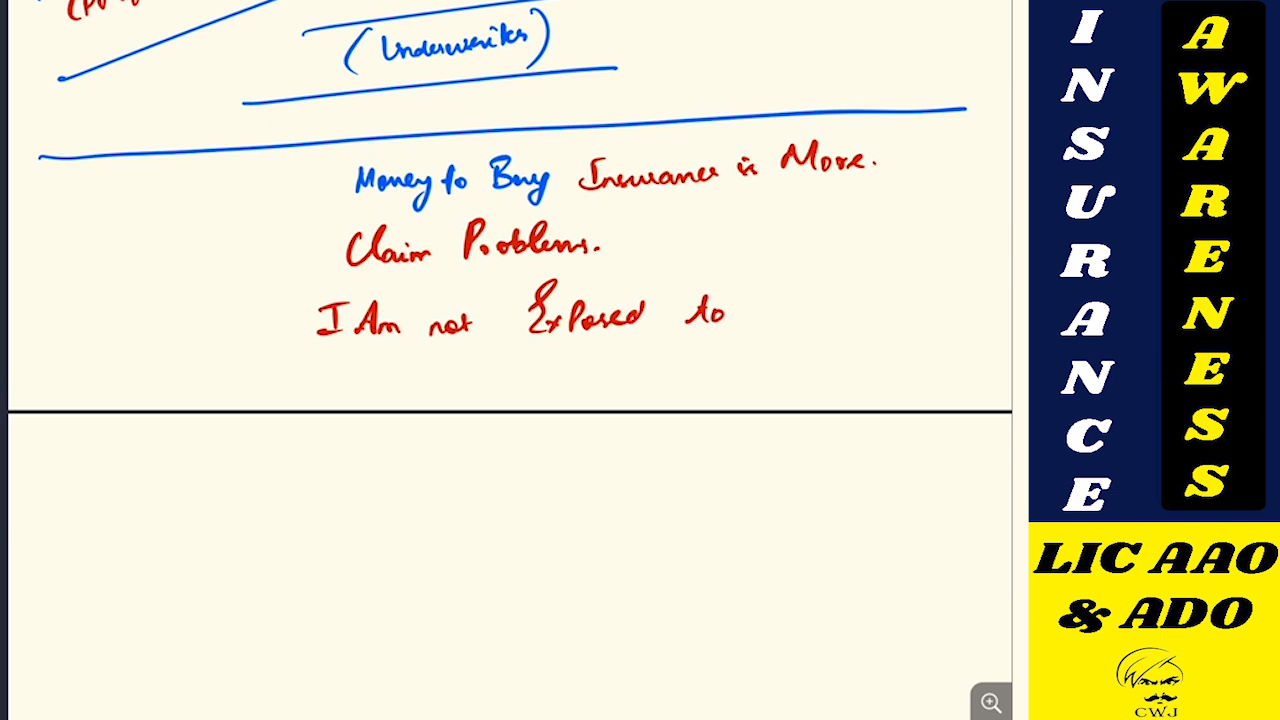 (Underwriter)
Money to Buy Insurance is More.
Claim Problems.
I Am not Exposed to
INSURANCE
AWARENESS
LIC AAO
& ADO
CWJ